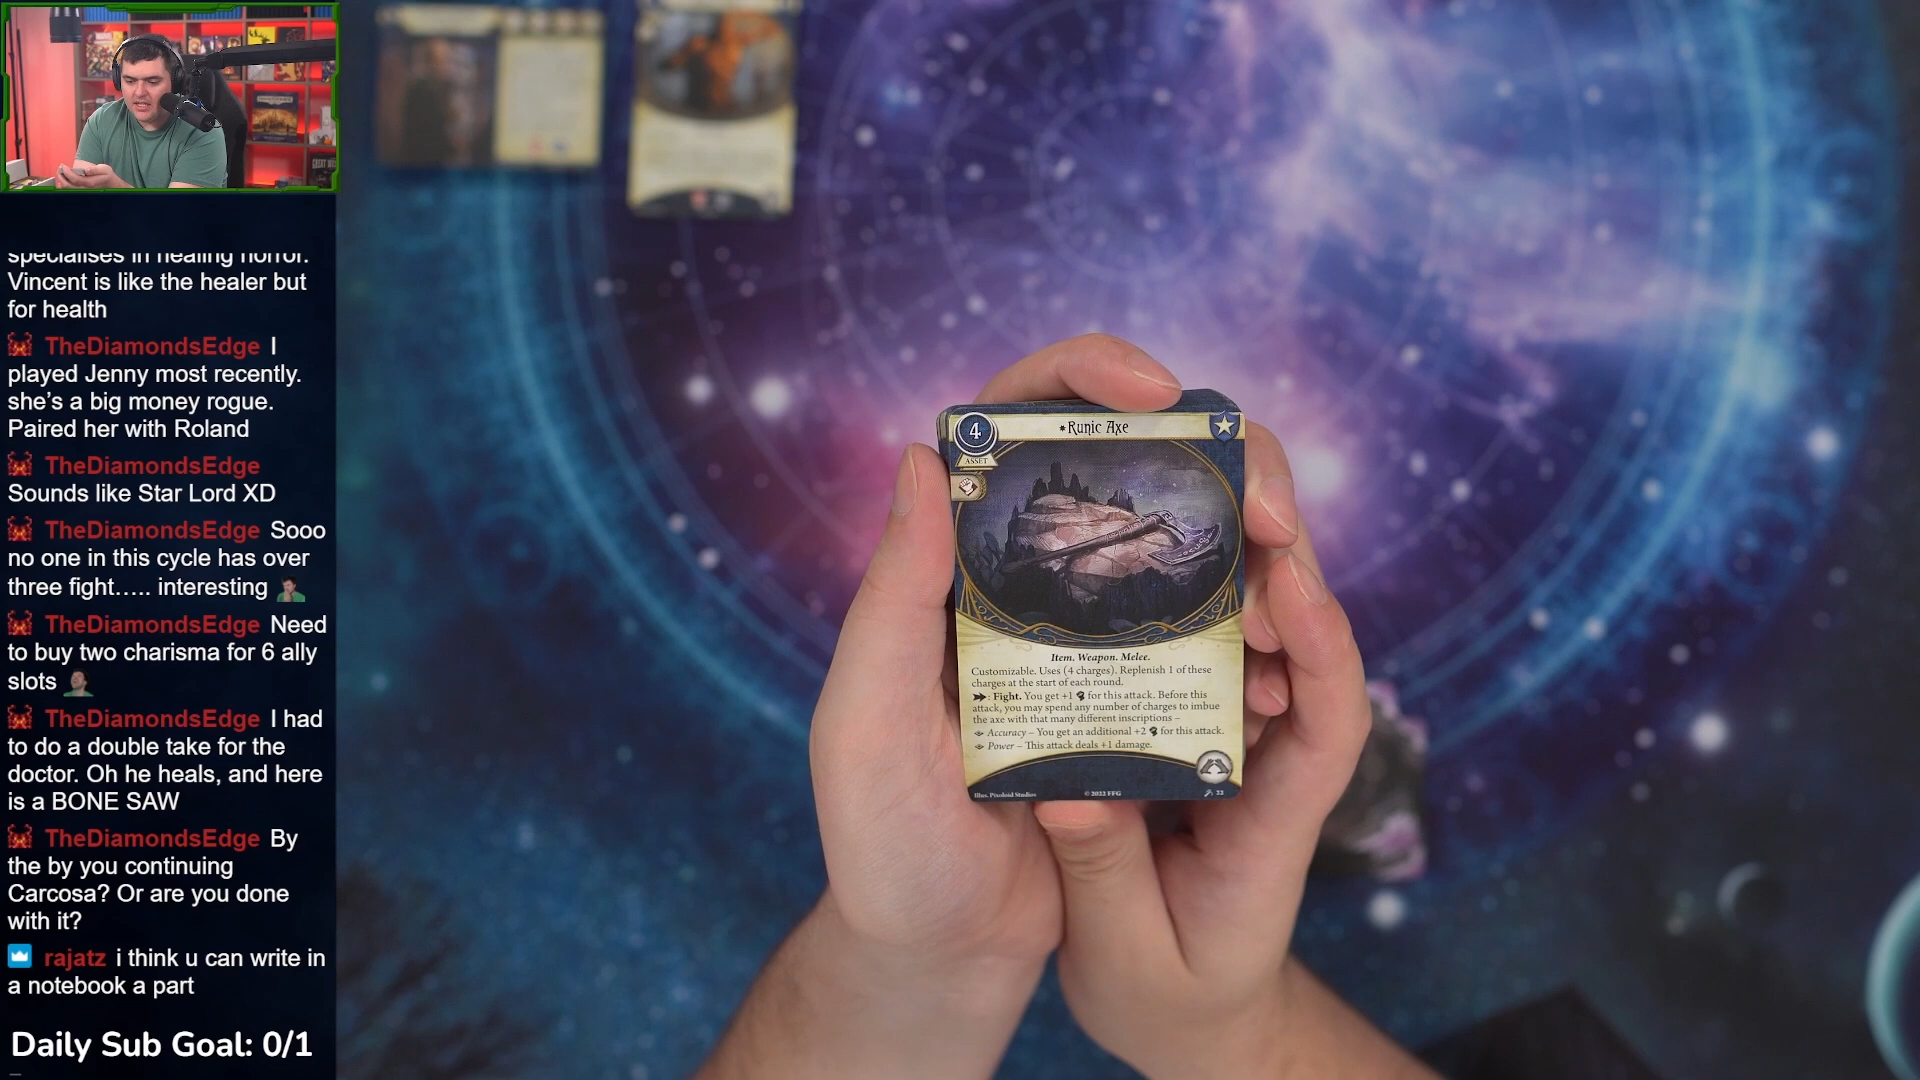 specialises in healing horror.
Vincent is like the healer but
for health
TheDiamondsEdge I
played Jenny most recently.
she's a big money rogue.
Paired her with Roland
TheDiamondsEdge
Sounds like Star Lord XD
TheDiamondsEdge Sooo
no one in this cycle has over
three fight..... interesting
TheDiamondsEdge Need
to buy two charisma for 6 ally
slots
TheDiamondsEdge I had
to do a double take for the
doctor. Oh he heals, and here
is a BONE SAW
TheDiamondsEdge By
the by you continuing
Carcosa? Or are you done
with it?
rajatz i think u can write in
a notebook a part
Daily Sub Goal: 0/1
4
Runic Axe
ASSET
Item. Weapon. Melee.
Customizable. Uses (4 charges). Replenish 1 of these
charges at the start of each round.
: Fight. You get +1 for this attack. Before this
attack, you may spend any number of charges to imbue
the axe with that many different inscriptions –
Accuracy – You get an additional +2 for this attack.
Power – This attack deals +1 damage.
Illus. Pixoloid Studios
© 2022 FFG
22